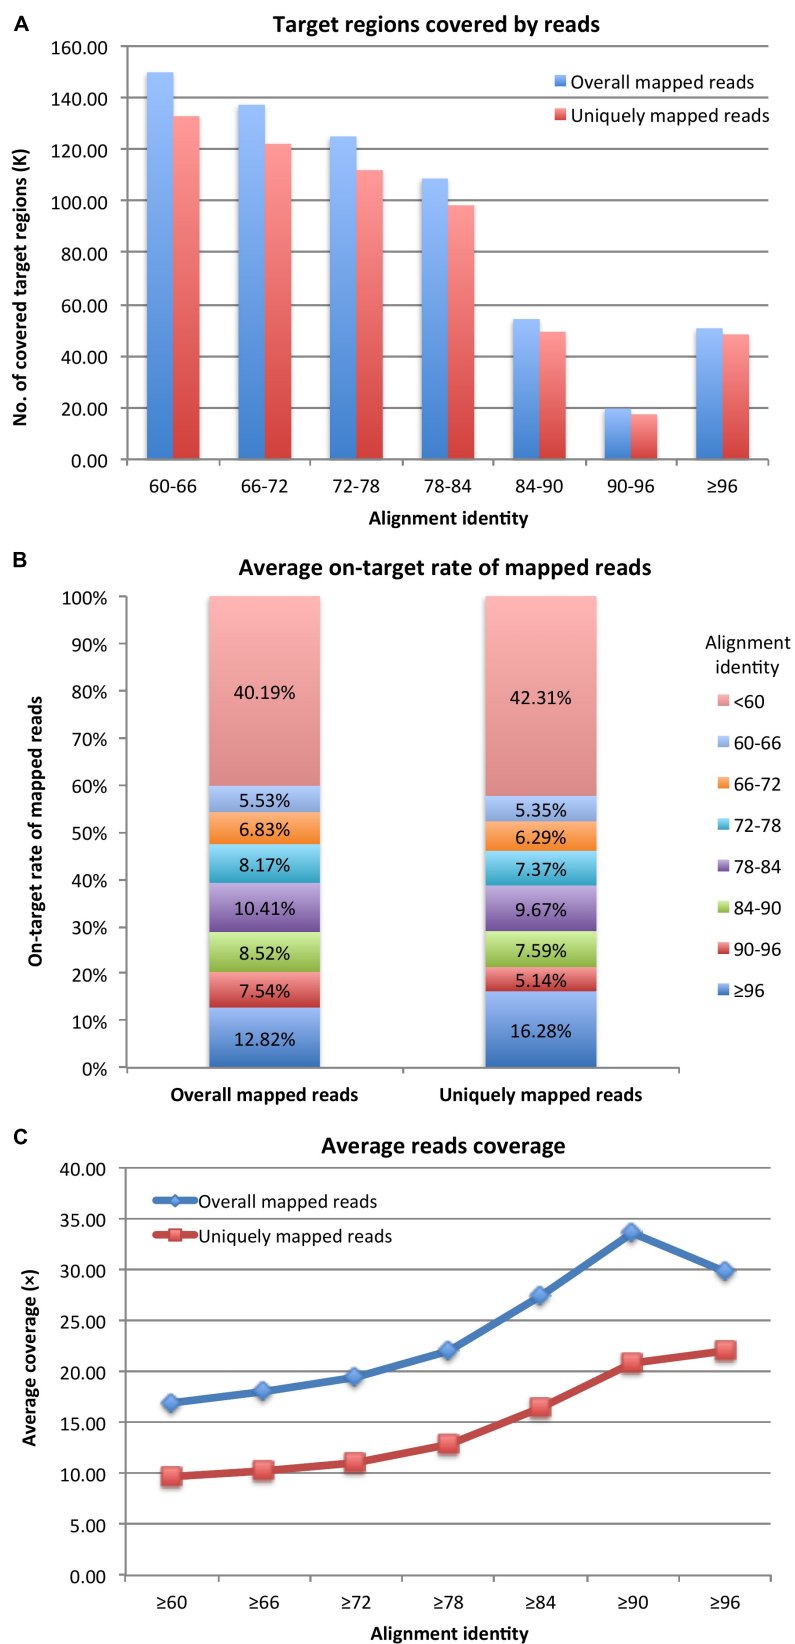 A
Target regions covered by reads
160.00
140.00
120.00
100.00
80.00
60.00
40.00
20.00
0.00
No. of covered target regions (K)
Overall mapped reads
Uniquely mapped reads
60-66 66-72 72-78 78-84 84-90 90-96 ≥96
Alignment identity
B
Average on-target rate of mapped reads
100%
90%
80%
70%
60%
50%
40%
30%
20%
10%
0%
On-target rate of mapped reads
40.19%
5.53%
6.83%
8.17%
10.41%
8.52%
7.54%
12.82%
42.31%
5.35%
6.29%
7.37%
9.67%
7.59%
5.14%
16.28%
Overall mapped reads Uniquely mapped reads
Alignment
identity
<60
60-66
66-72
72-78
78-84
84-90
90-96
≥96
C
Average reads coverage
40.00
35.00
30.00
25.00
20.00
15.00
10.00
5.00
0.00
Average coverage (×)
Overall mapped reads
Uniquely mapped reads
≥60 ≥66 ≥72 ≥78 ≥84 ≥90 ≥96
Alignment identity